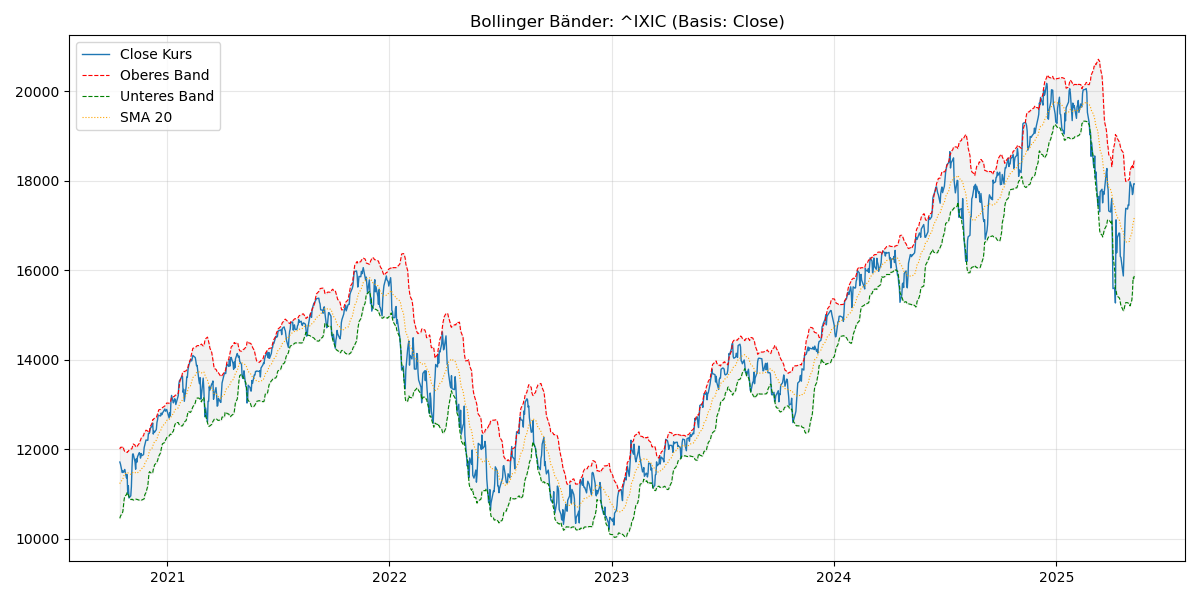 Bollinger Bänder: ^IXIC (Basis: Close)
Close Kurs
Oberes Band
Unteres Band
SMA 20
20000
18000
16000
14000
12000
10000
2021 2022 2023 2024 2025